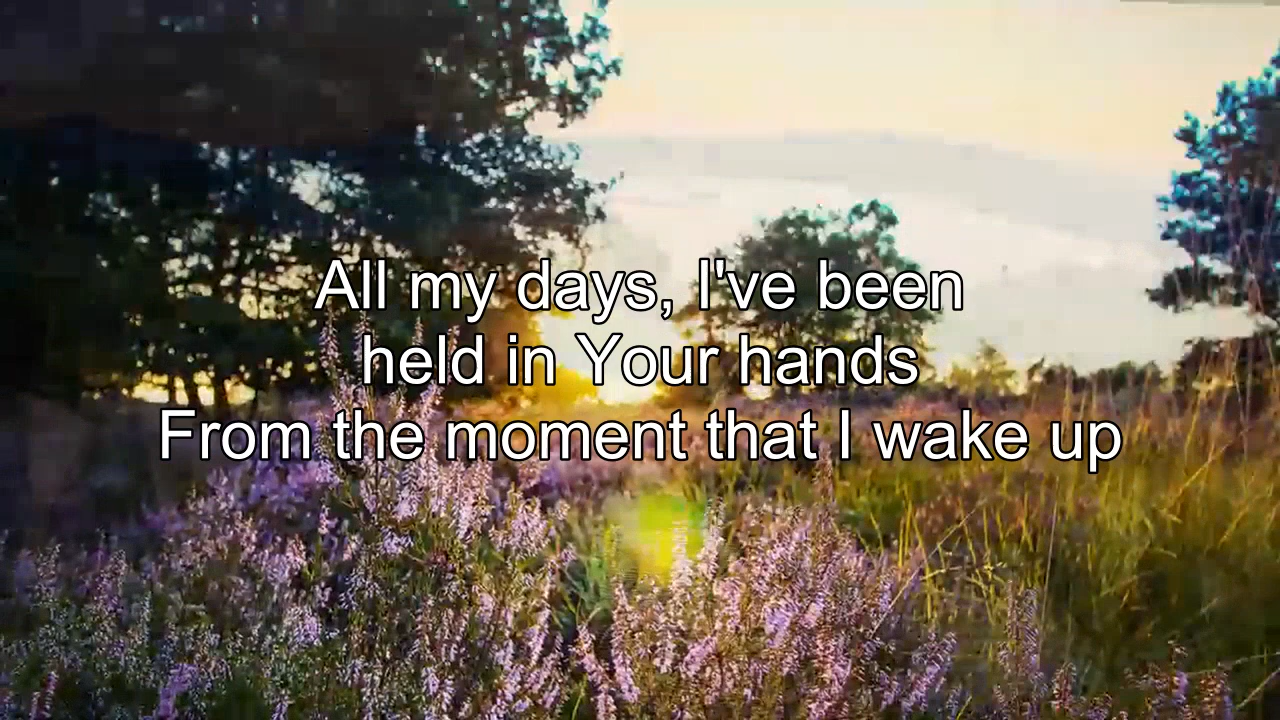 All my days, I've been
held in Your hands
From the moment that I wake up